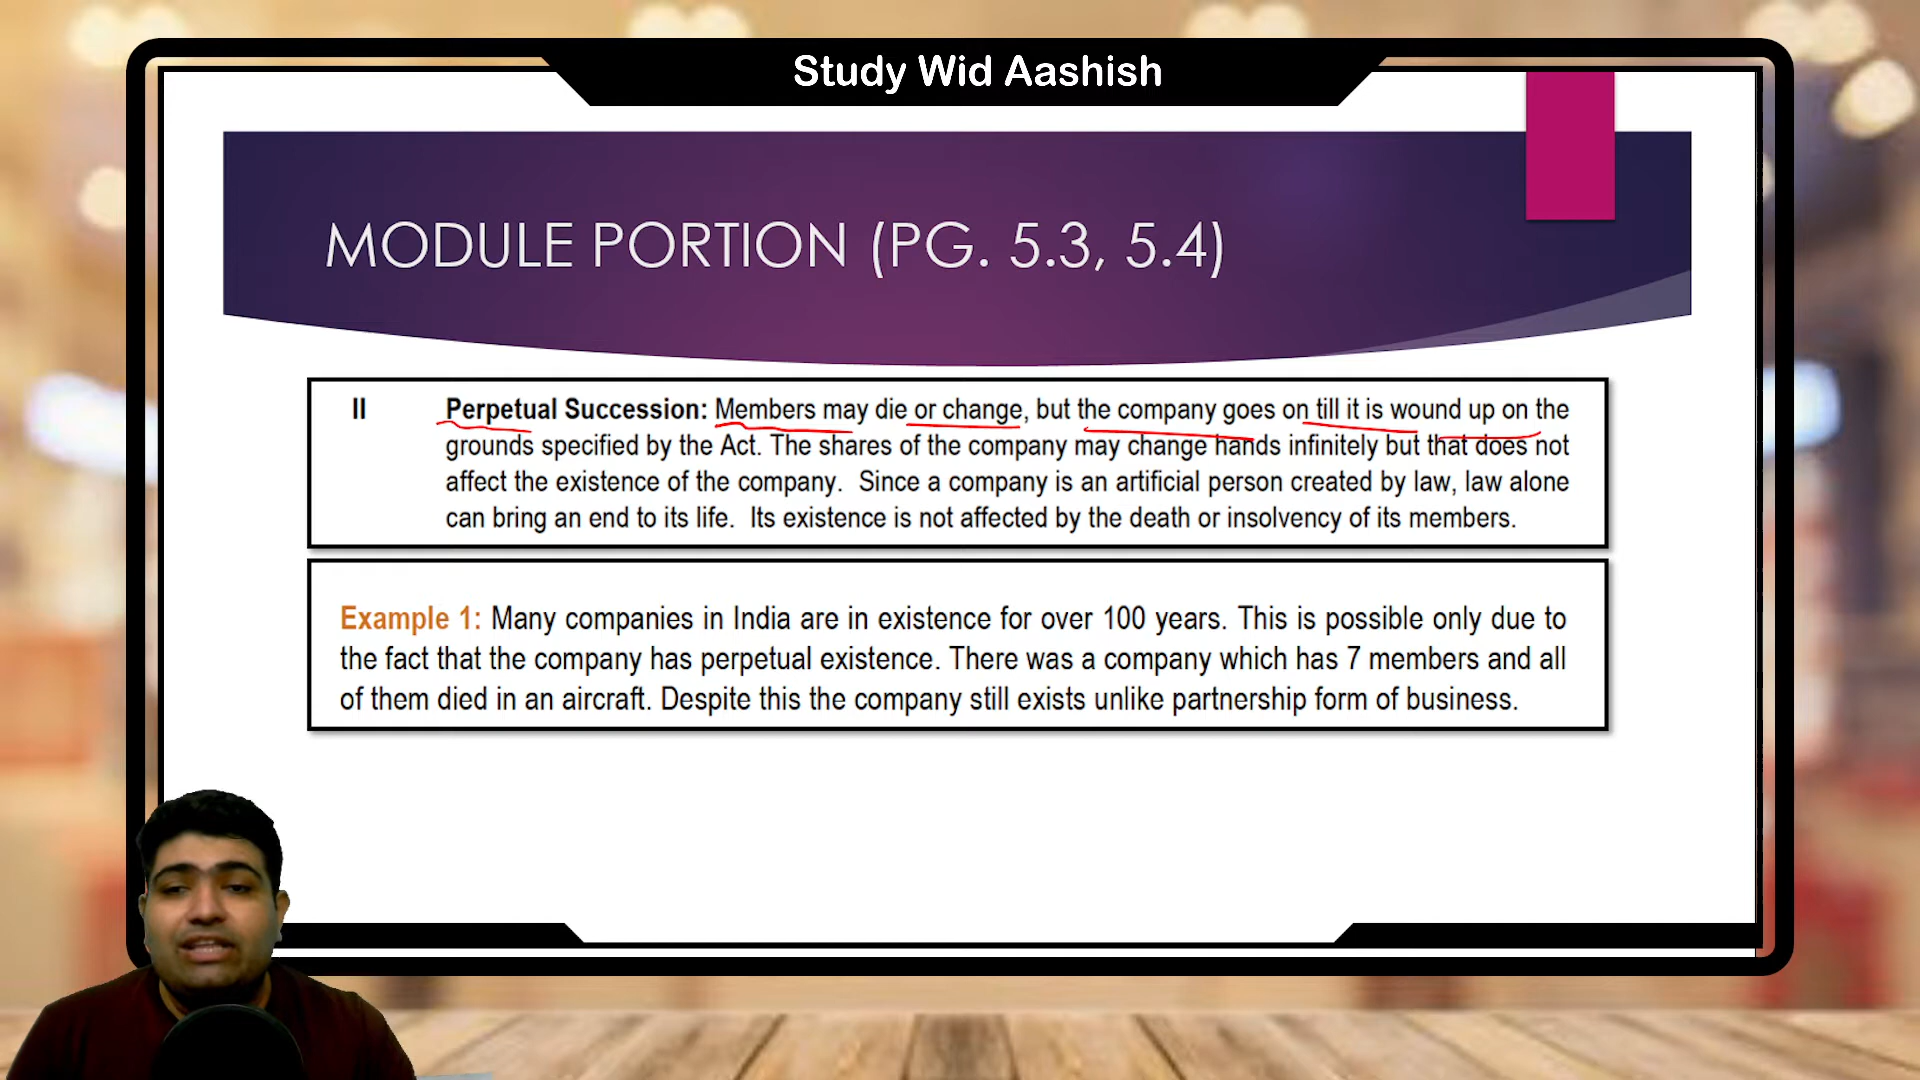 Study Wid Aashish
MODULE PORTION (PG. 5.3, 5.4)
II Perpetual Succession: Members may die or change, but the company goes on till it is wound up on the
grounds specified by the Act. The shares of the company may change hands infinitely but that does not
affect the existence of the company. Since a company is an artificial person created by law, law alone
can bring an end to its life. Its existence is not affected by the death or insolvency of its members.
Example 1: Many companies in India are in existence for over 100 years. This is possible only due to
the fact that the company has perpetual existence. There was a company which has 7 members and all
of them died in an aircraft. Despite this the company still exists unlike partnership form of business.